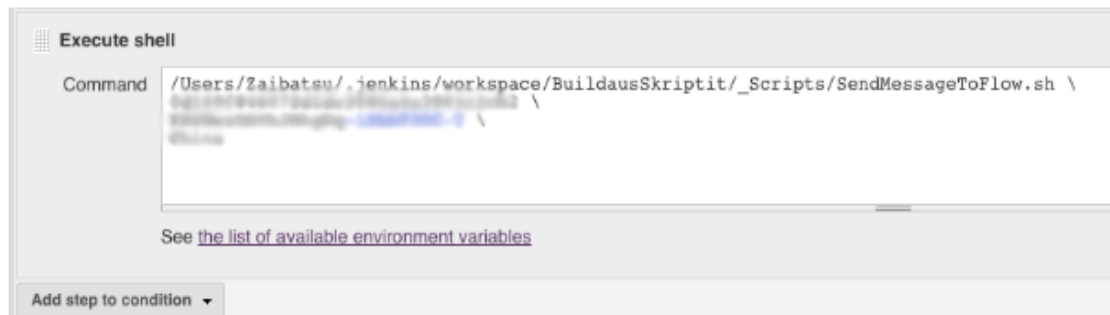 Execute shell
Command
/Users/Zaibatsu/.jenkins/workspace/BuildausSkriptit/_Scripts/SendMessageToFlow.sh \
\
\
See the list of available environment variables
Add step to condition